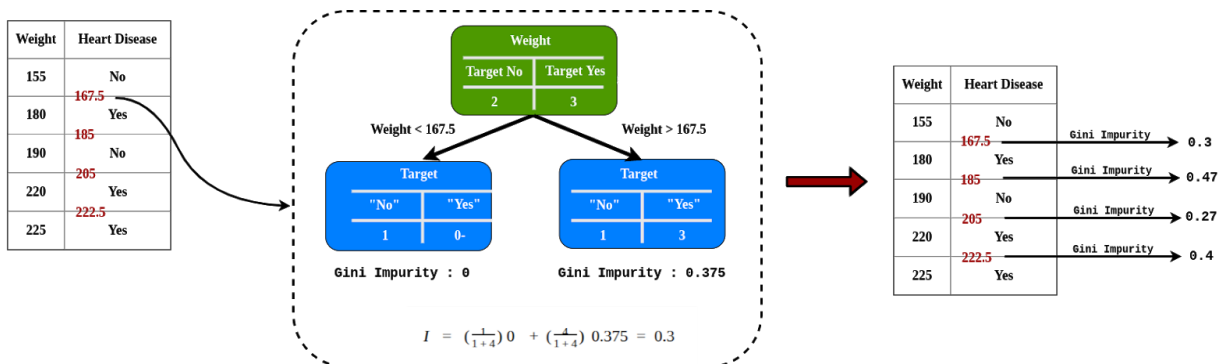 Weight Heart Disease
155 No
167.5
180 Yes
185
190 No
205
220 Yes
222.5
225 Yes
Weight
Target No Target Yes
2 3
Weight < 167.5 Weight > 167.5
Target
"No" "Yes"
1 0-
Gini Impurity : 0
Target
"No" "Yes"
1 3
Gini Impurity : 0.375
I = (1/(1 + 4)) 0 + (4/(1 + 4)) 0.375 = 0.3
Weight Heart Disease
155 No
167.5 Gini Impurity 0.3
180 Yes
185 Gini Impurity 0.47
190 No
205 Gini Impurity 0.27
220 Yes
222.5 Gini Impurity 0.4
225 Yes